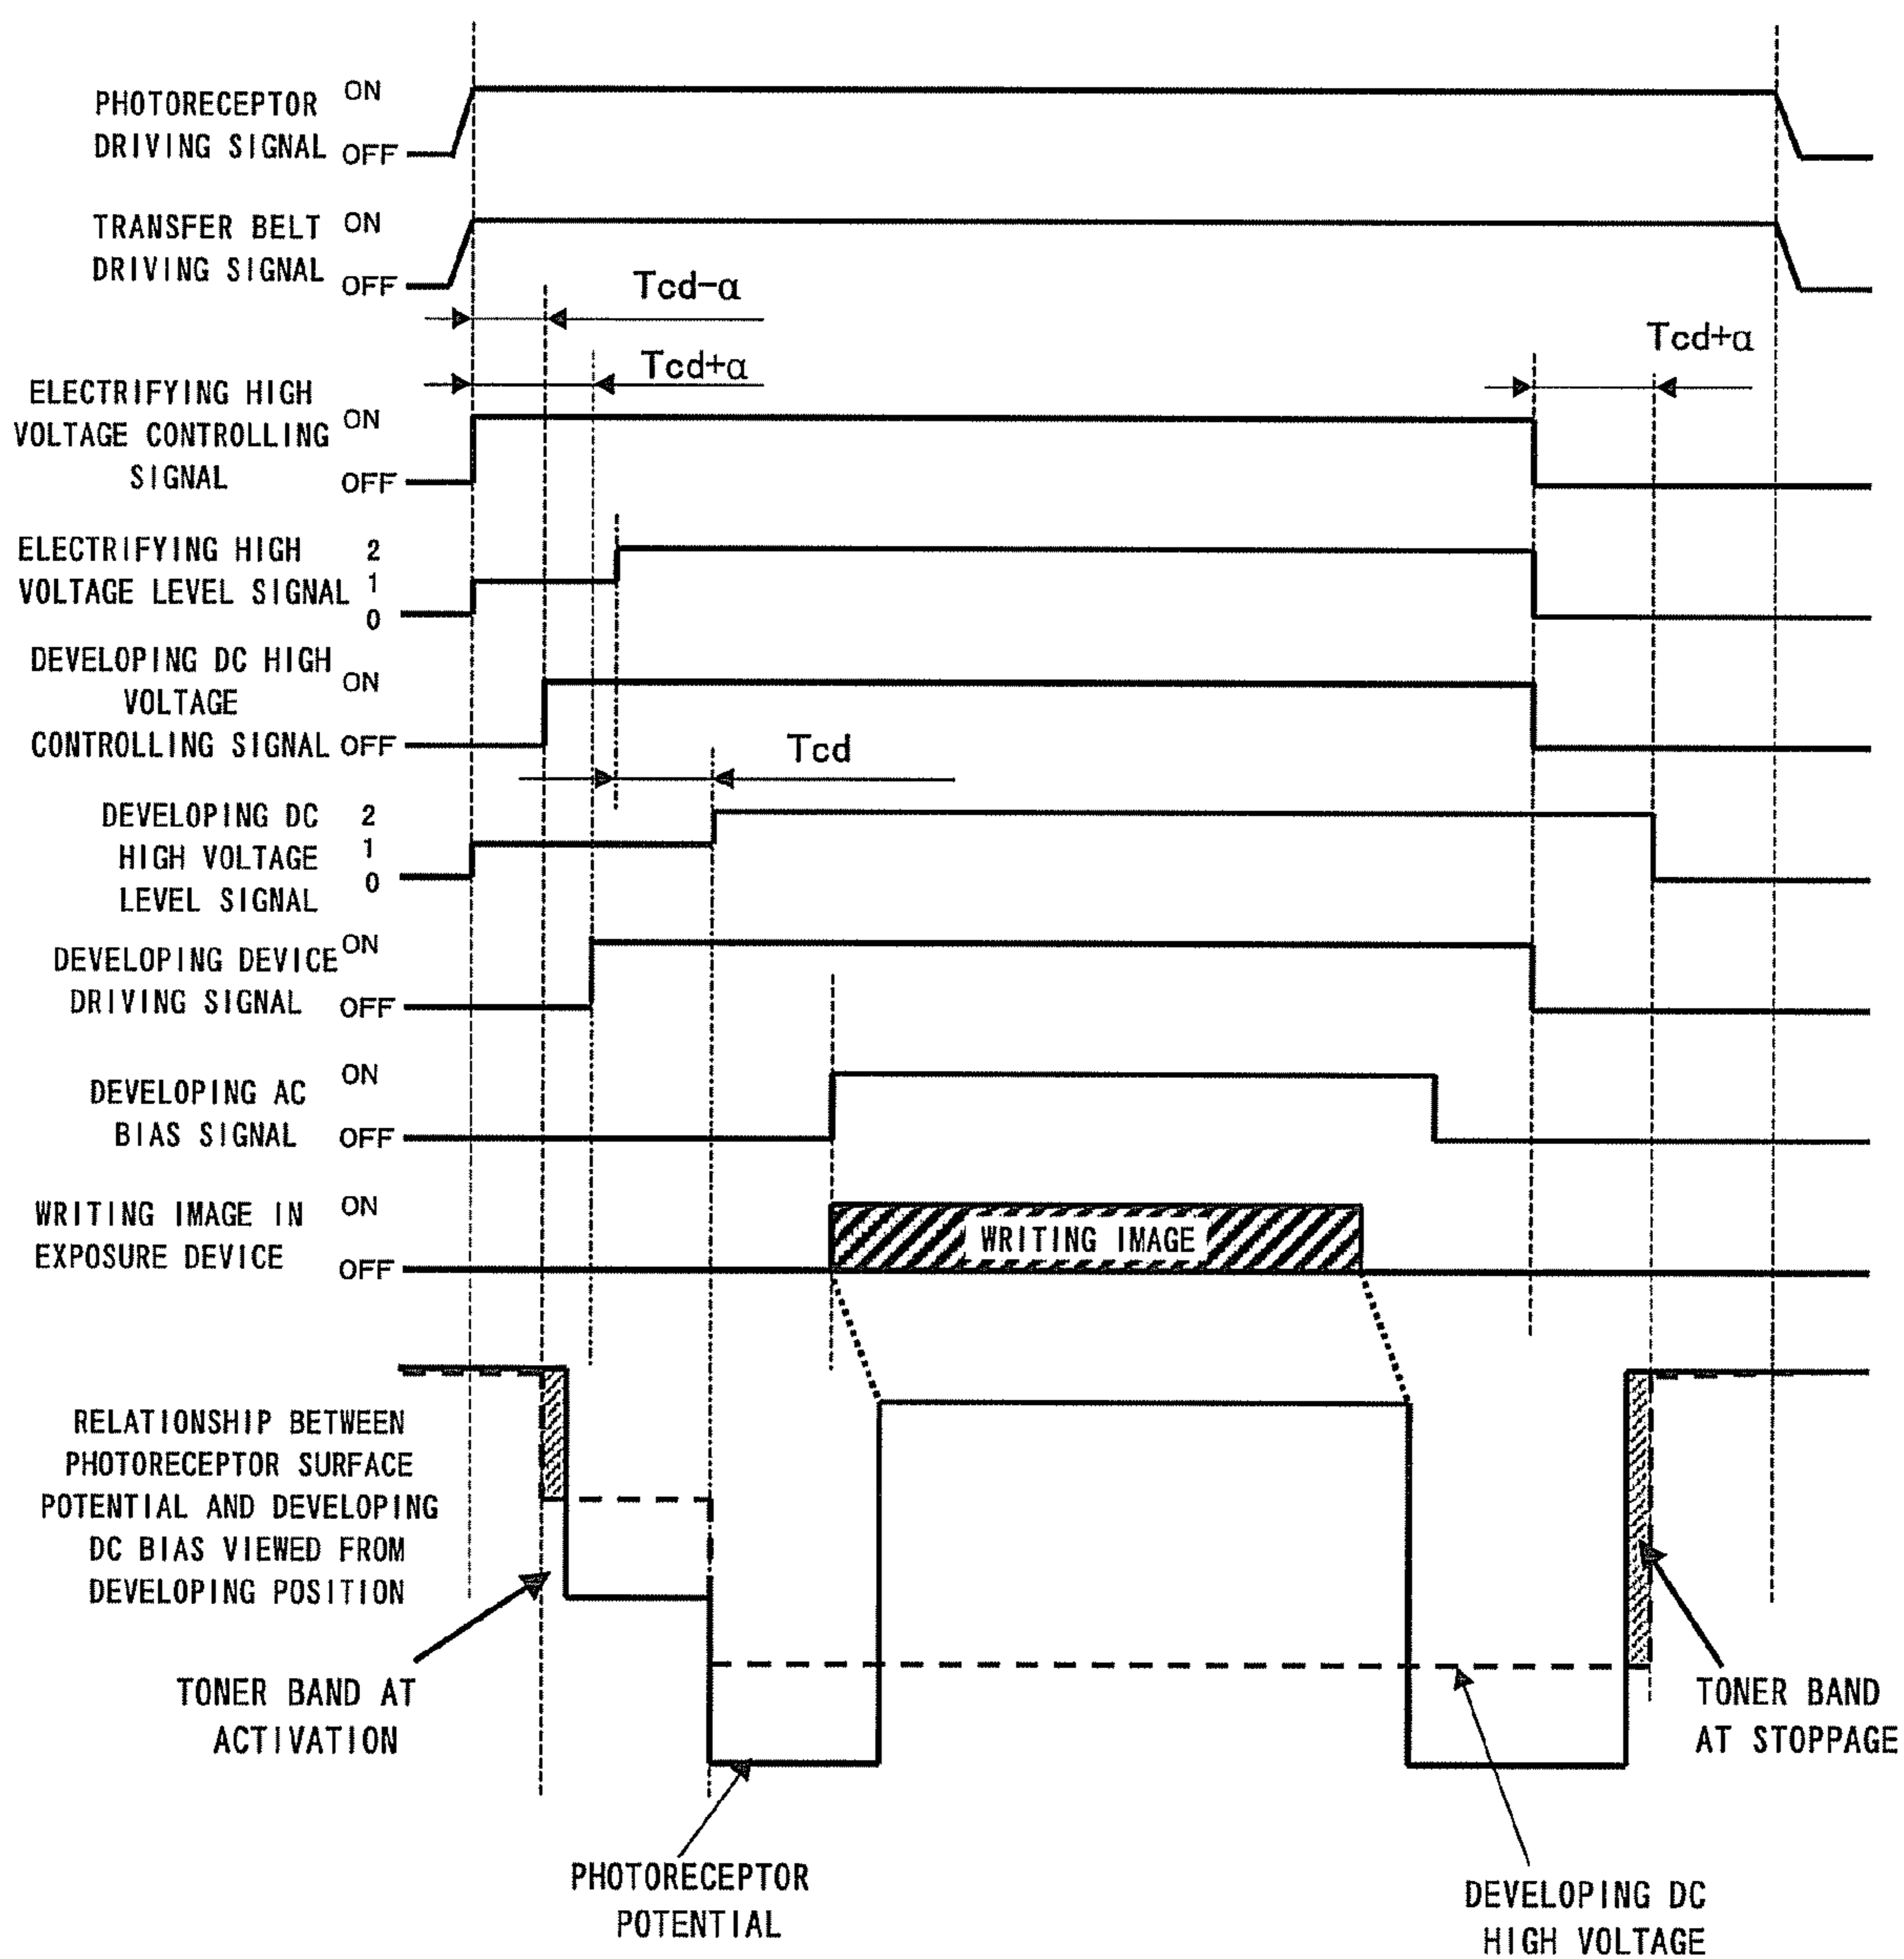 PHOTORECEPTOR
DRIVING SIGNAL
ON
OFF
TRANSFER BELT
DRIVING SIGNAL
ON
OFF
Tcd-α
Tcd+α
Tcd+α
ELECTRIFYING HIGH
VOLTAGE CONTROLLING
SIGNAL
ON
OFF
ELECTRIFYING HIGH
VOLTAGE LEVEL SIGNAL
2
1
0
DEVELOPING DC HIGH
VOLTAGE
CONTROLLING SIGNAL
ON
OFF
Tcd
DEVELOPING DC
HIGH VOLTAGE
LEVEL SIGNAL
2
1
0
DEVELOPING DEVICE
DRIVING SIGNAL
ON
OFF
DEVELOPING AC
BIAS SIGNAL
ON
OFF
WRITING IMAGE IN
EXPOSURE DEVICE
ON
OFF
WRITING IMAGE
RELATIONSHIP BETWEEN
PHOTORECEPTOR SURFACE
POTENTIAL AND DEVELOPING
DC BIAS VIEWED FROM
DEVELOPING POSITION
TONER BAND AT
ACTIVATION
TONER BAND
AT STOPPAGE
PHOTORECEPTOR
POTENTIAL
DEVELOPING DC
HIGH VOLTAGE